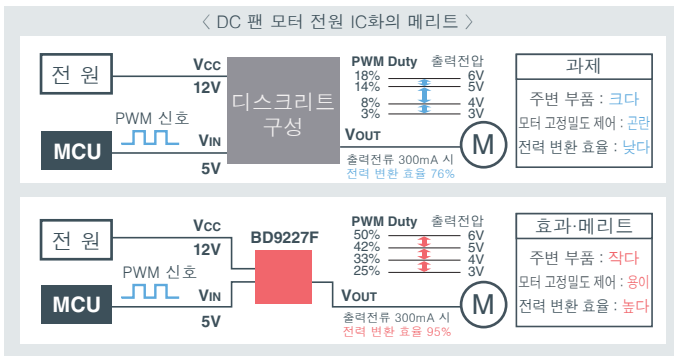 〈 DC 팬 모터 전원 IC화의 메리트 〉
전 원
VCC
12V
PWM 신호
MCU
VIN
5V
디스크리트
구성
PWM Duty 출력전압
18% 6V
14% 5V
8% 4V
3% 3V
VOUT
M
출력전류 300mA 시
전력 변환 효율 76%
과제
주변 부품 : 크다
모터 고정밀도 제어 : 곤란
전력 변환 효율 : 낮다
전 원
VCC
12V
PWM 신호
MCU
VIN
5V
BD9227F
PWM Duty 출력전압
50% 6V
42% 5V
33% 4V
25% 3V
VOUT
M
출력전류 300mA 시
전력 변환 효율 95%
효과·메리트
주변 부품 : 작다
모터 고정밀도 제어 : 용이
전력 변환 효율 : 높다